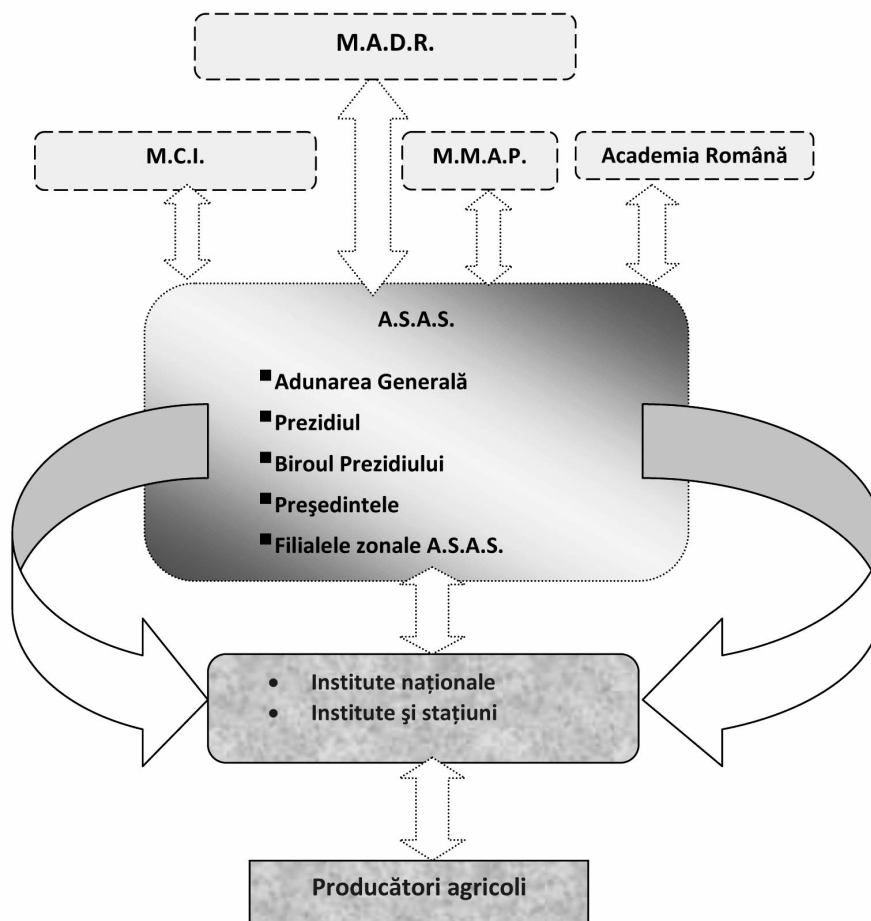 M.A.D.R.
M.C.I.
M.M.A.P.
Academia Română
A.S.A.S.
Adunarea Generală
Prezidiul
Biroul Prezidiului
Preşedintele
Filialele zonale A.S.A.S.
Institute naționale
Institute şi stațiuni
Producători agricoli